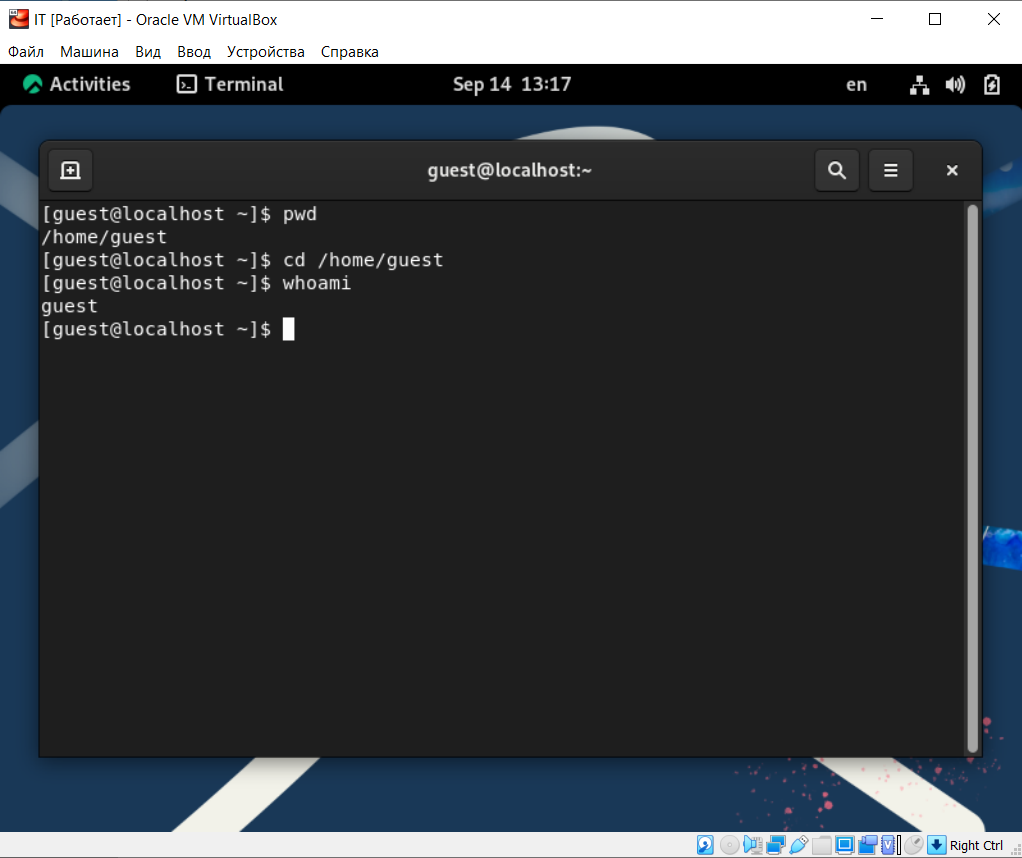 IT [Работает] - Oracle VM VirtualBox
Файл Машина Вид Ввод Устройства Справка
Activities Terminal Sep 14 13:17 en
guest@localhost:~
[guest@localhost ~]$ pwd
/home/guest
[guest@localhost ~]$ cd /home/guest
[guest@localhost ~]$ whoami
guest
[guest@localhost ~]$
Right Ctrl